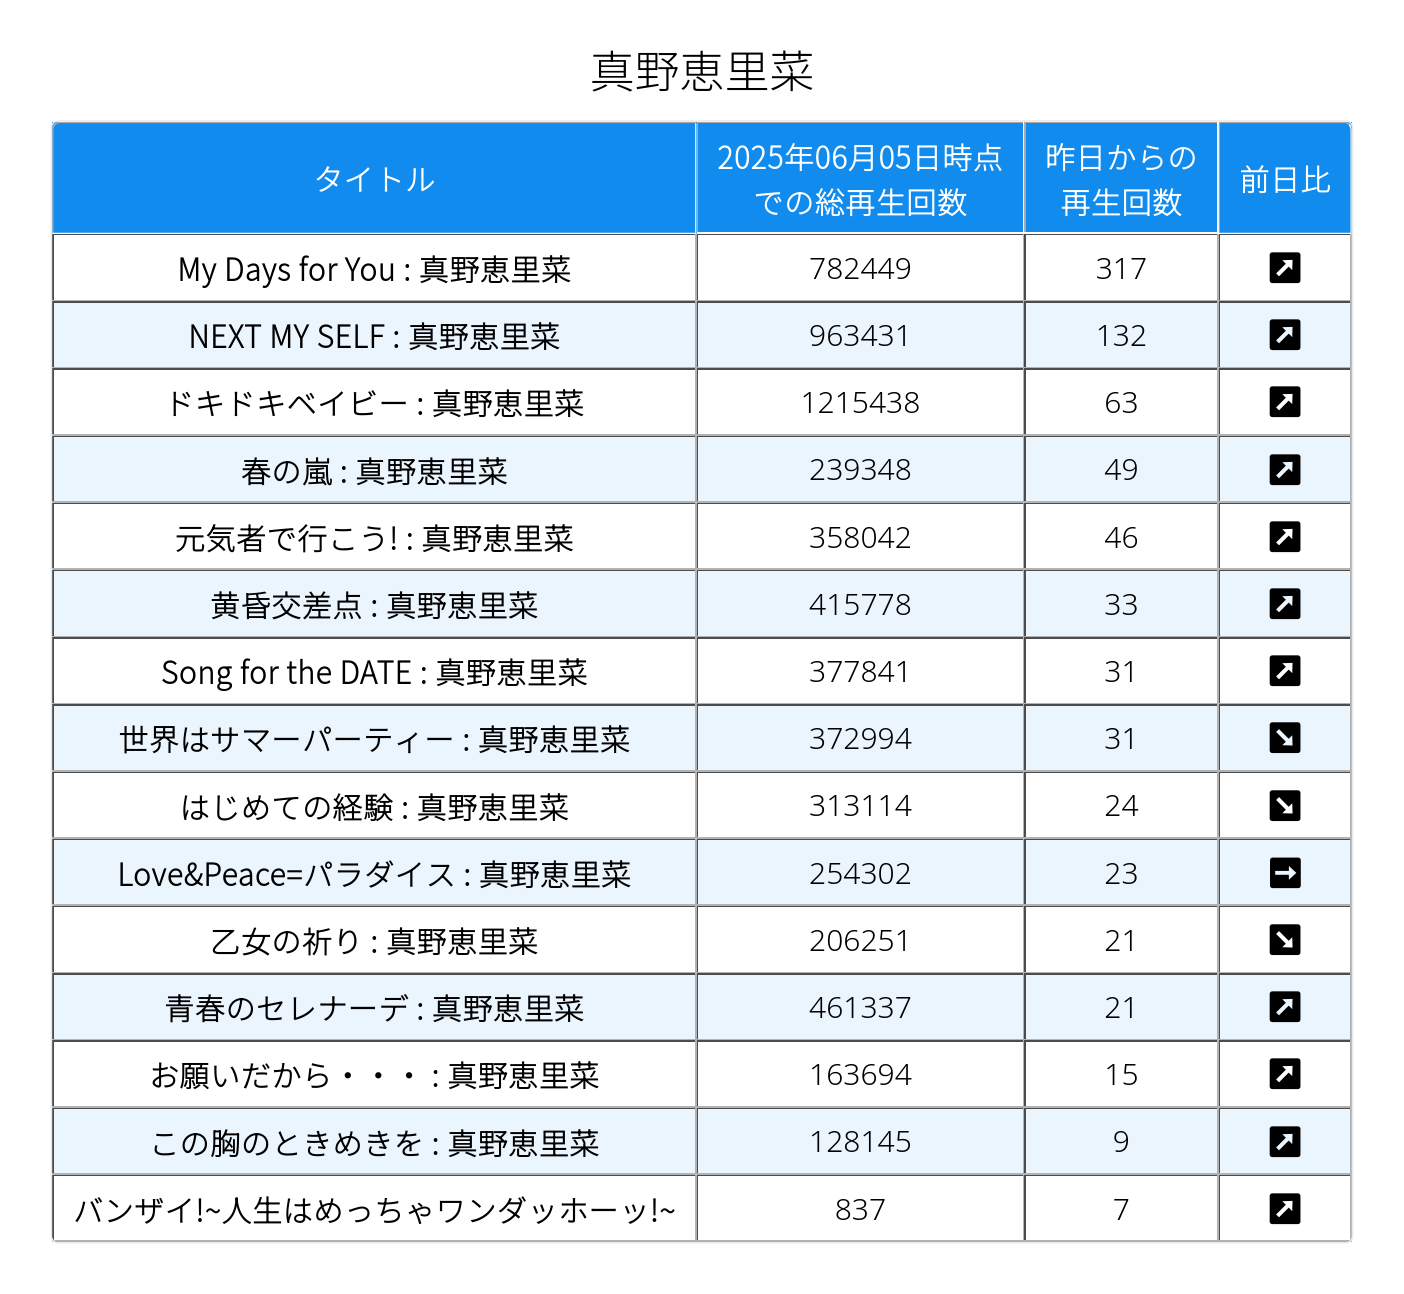 真野恵里菜
タイトル 2025年06月05日時点での総再生回数 昨日からの再生回数 前日比
My Days for You : 真野恵里菜 782449 317
NEXT MY SELF : 真野恵里菜 963431 132
ドキドキベイビー : 真野恵里菜 1215438 63
春の嵐 : 真野恵里菜 239348 49
元気者で行こう! : 真野恵里菜 358042 46
黄昏交差点 : 真野恵里菜 415778 33
Song for the DATE : 真野恵里菜 377841 31
世界はサマーパーティー : 真野恵里菜 372994 31
はじめての経験 : 真野恵里菜 313114 24
Love&Peace=パラダイス : 真野恵里菜 254302 23
乙女の祈り : 真野恵里菜 206251 21
青春のセレナーデ : 真野恵里菜 461337 21
お願いだから・・・ : 真野恵里菜 163694 15
この胸のときめきを : 真野恵里菜 128145 9
バンザイ!~人生はめっちゃワンダッホーッ!~ 837 7